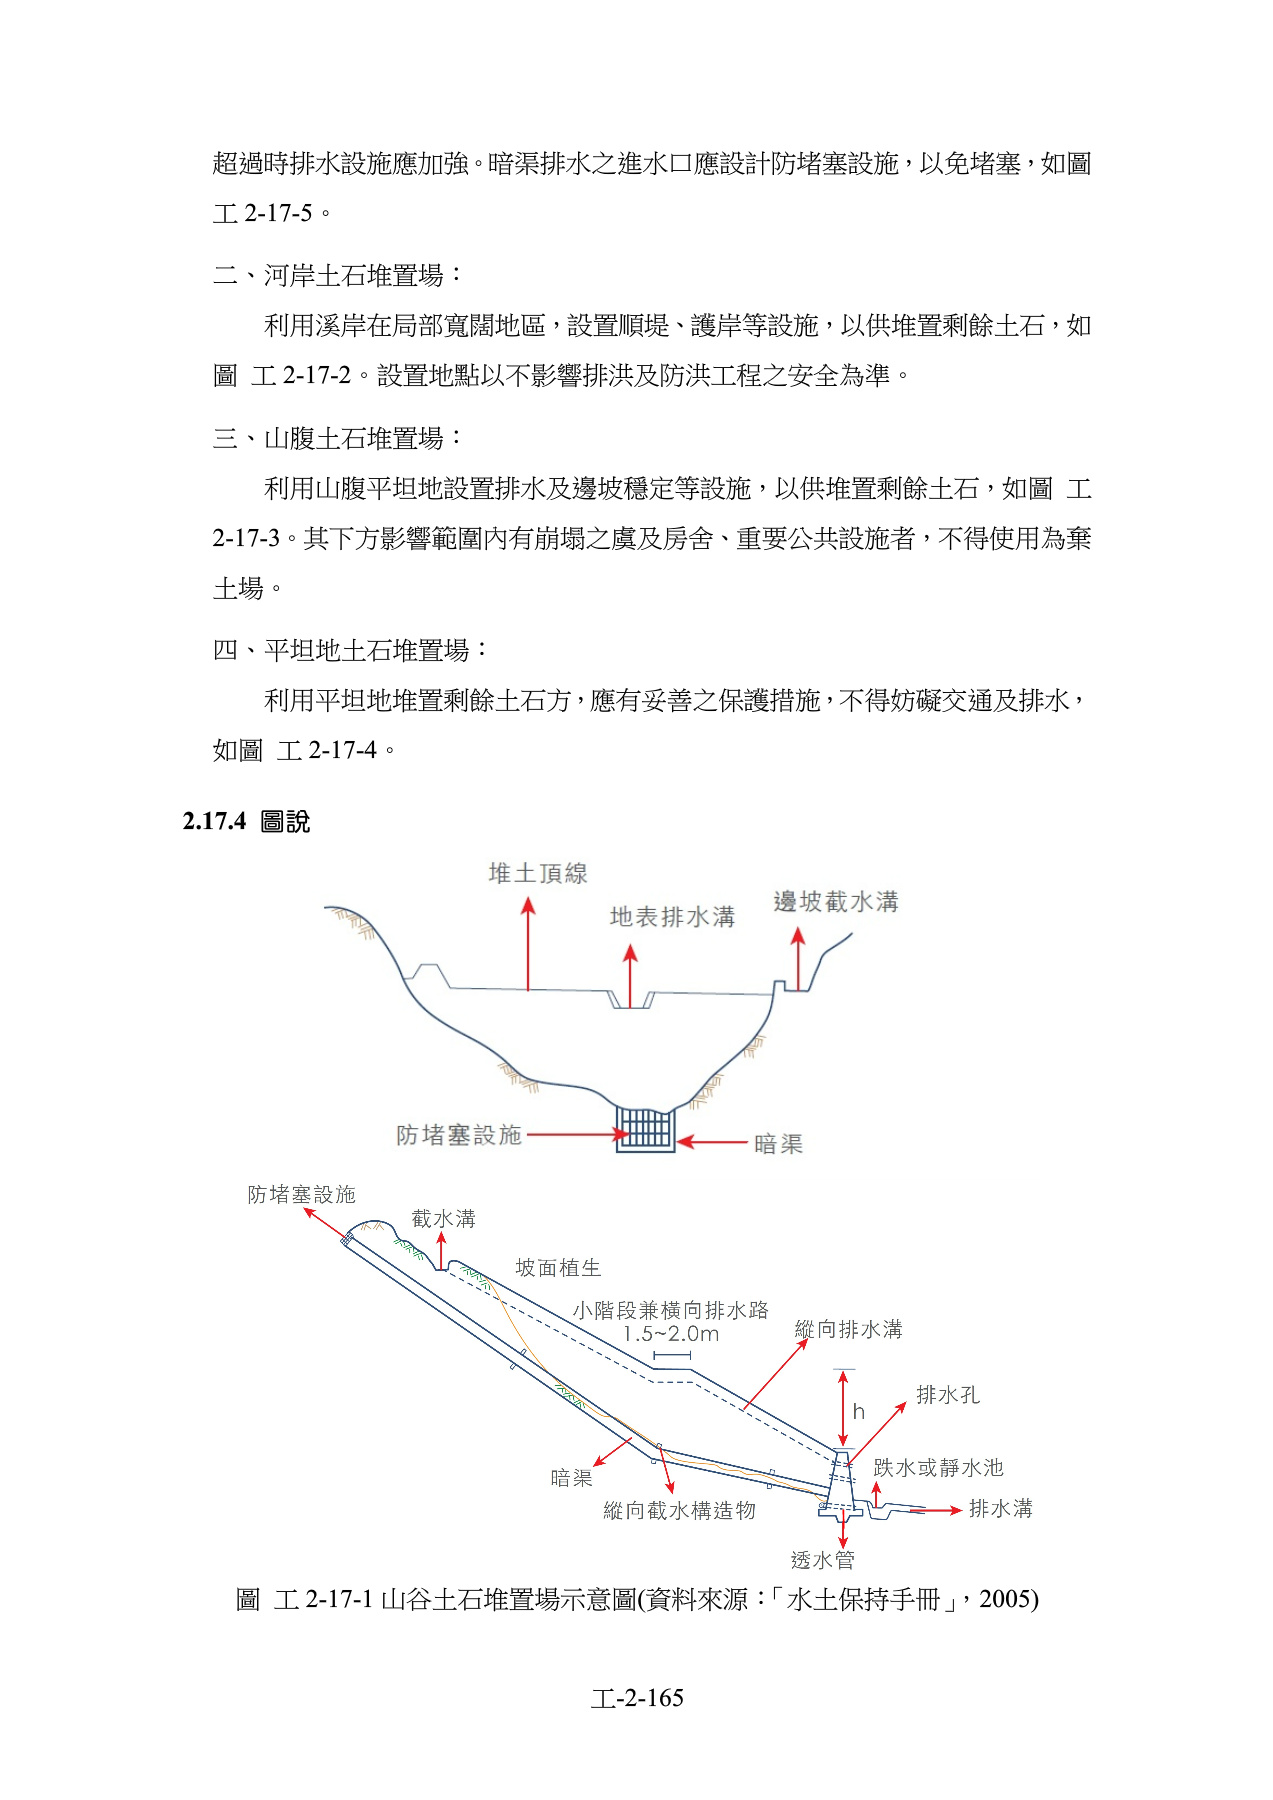 超過時排水設施應加強。暗渠排水之進水口應設計防堵塞設施，以免堵塞，如圖
工 2-17-5。
二、河岸土石堆置場：
利用溪岸在局部寬闊地區，設置順堤、護岸等設施，以供堆置剩餘土石，如
圖 工 2-17-2。設置地點以不影響排洪及防洪工程之安全為準。
三、山腹土石堆置場：
利用山腹平坦地設置排水及邊坡穩定等設施，以供堆置剩餘土石，如圖 工
2-17-3。其下方影響範圍內有崩塌之虞及房舍、重要公共設施者，不得使用為棄
土場。
四、平坦地土石堆置場：
利用平坦地堆置剩餘土石方，應有妥善之保護措施，不得妨礙交通及排水，
如圖 工 2-17-4。
2.17.4 圖說
堆土頂線
地表排水溝
邊坡截水溝
防堵塞設施
暗渠
防堵塞設施
截水溝
坡面植生
小階段兼橫向排水路
1.5~2.0m
縱向排水溝
h
排水孔
跌水或靜水池
暗渠
縱向截水構造物
排水溝
透水管
圖 工 2-17-1 山谷土石堆置場示意圖(資料來源：「水土保持手冊」，2005)
工-2-165